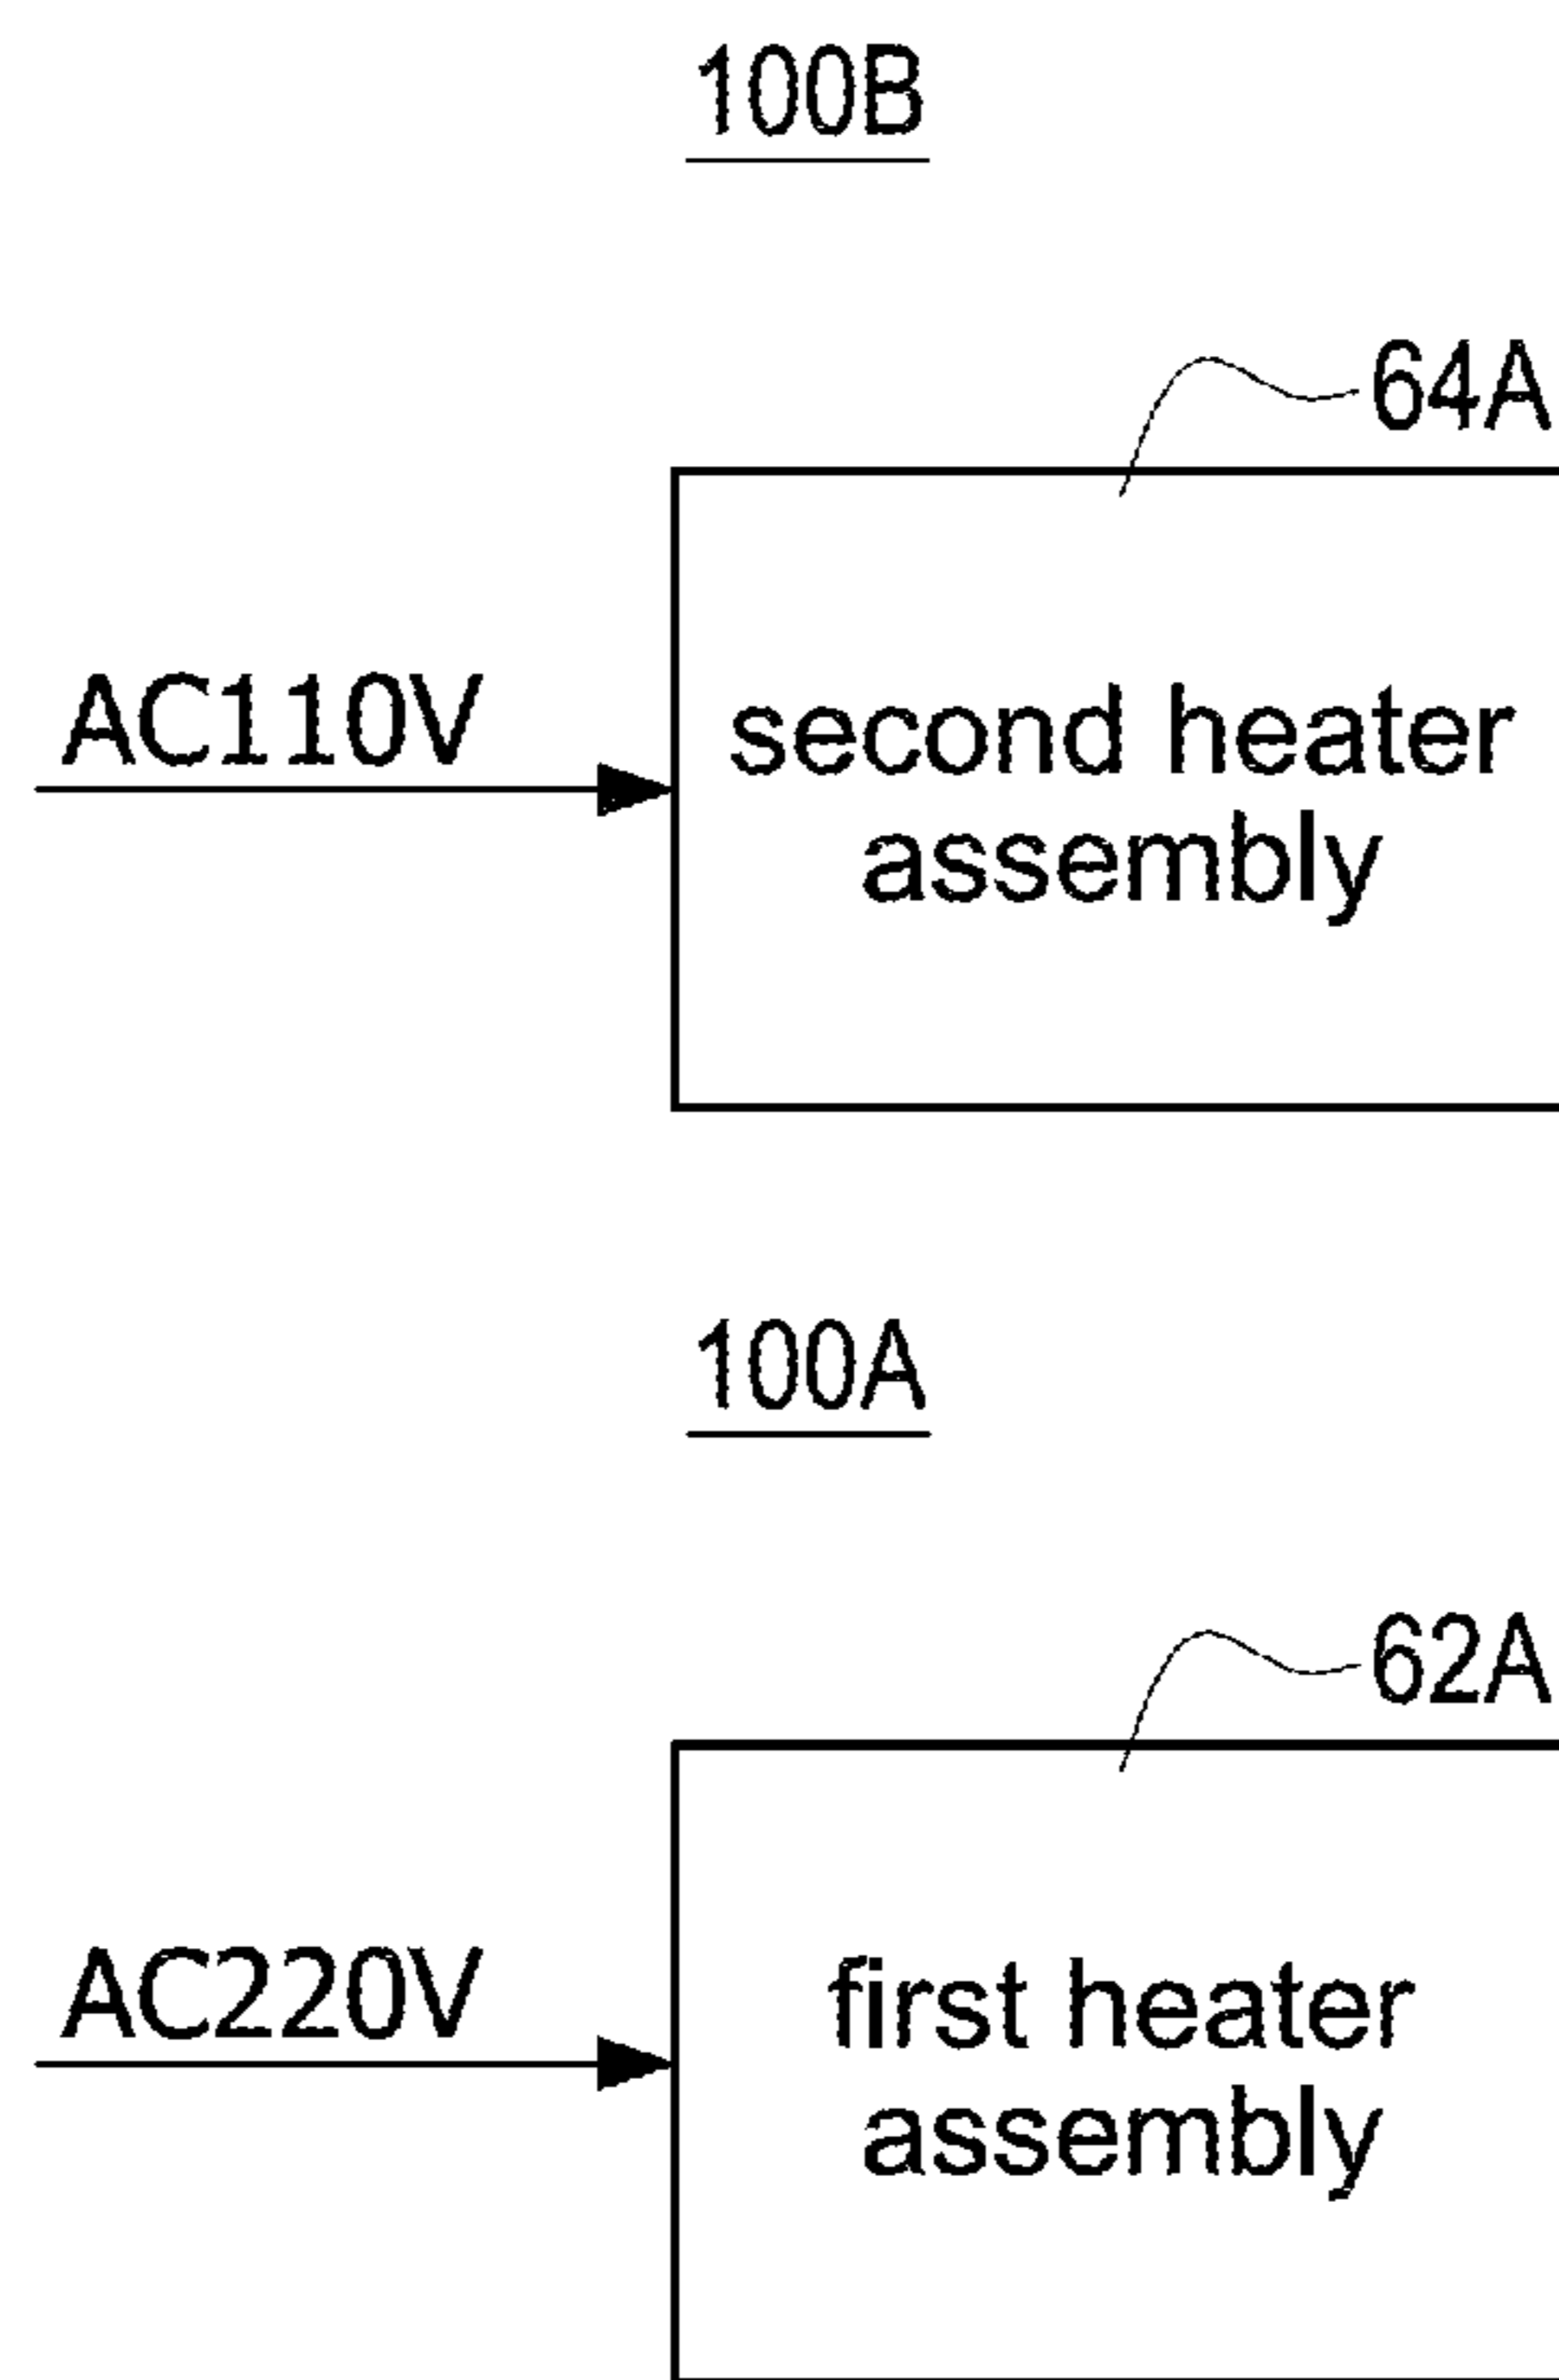 100B
64A
AC110V
second heater
assembly
100A
62A
AC220V
first heater
assembly